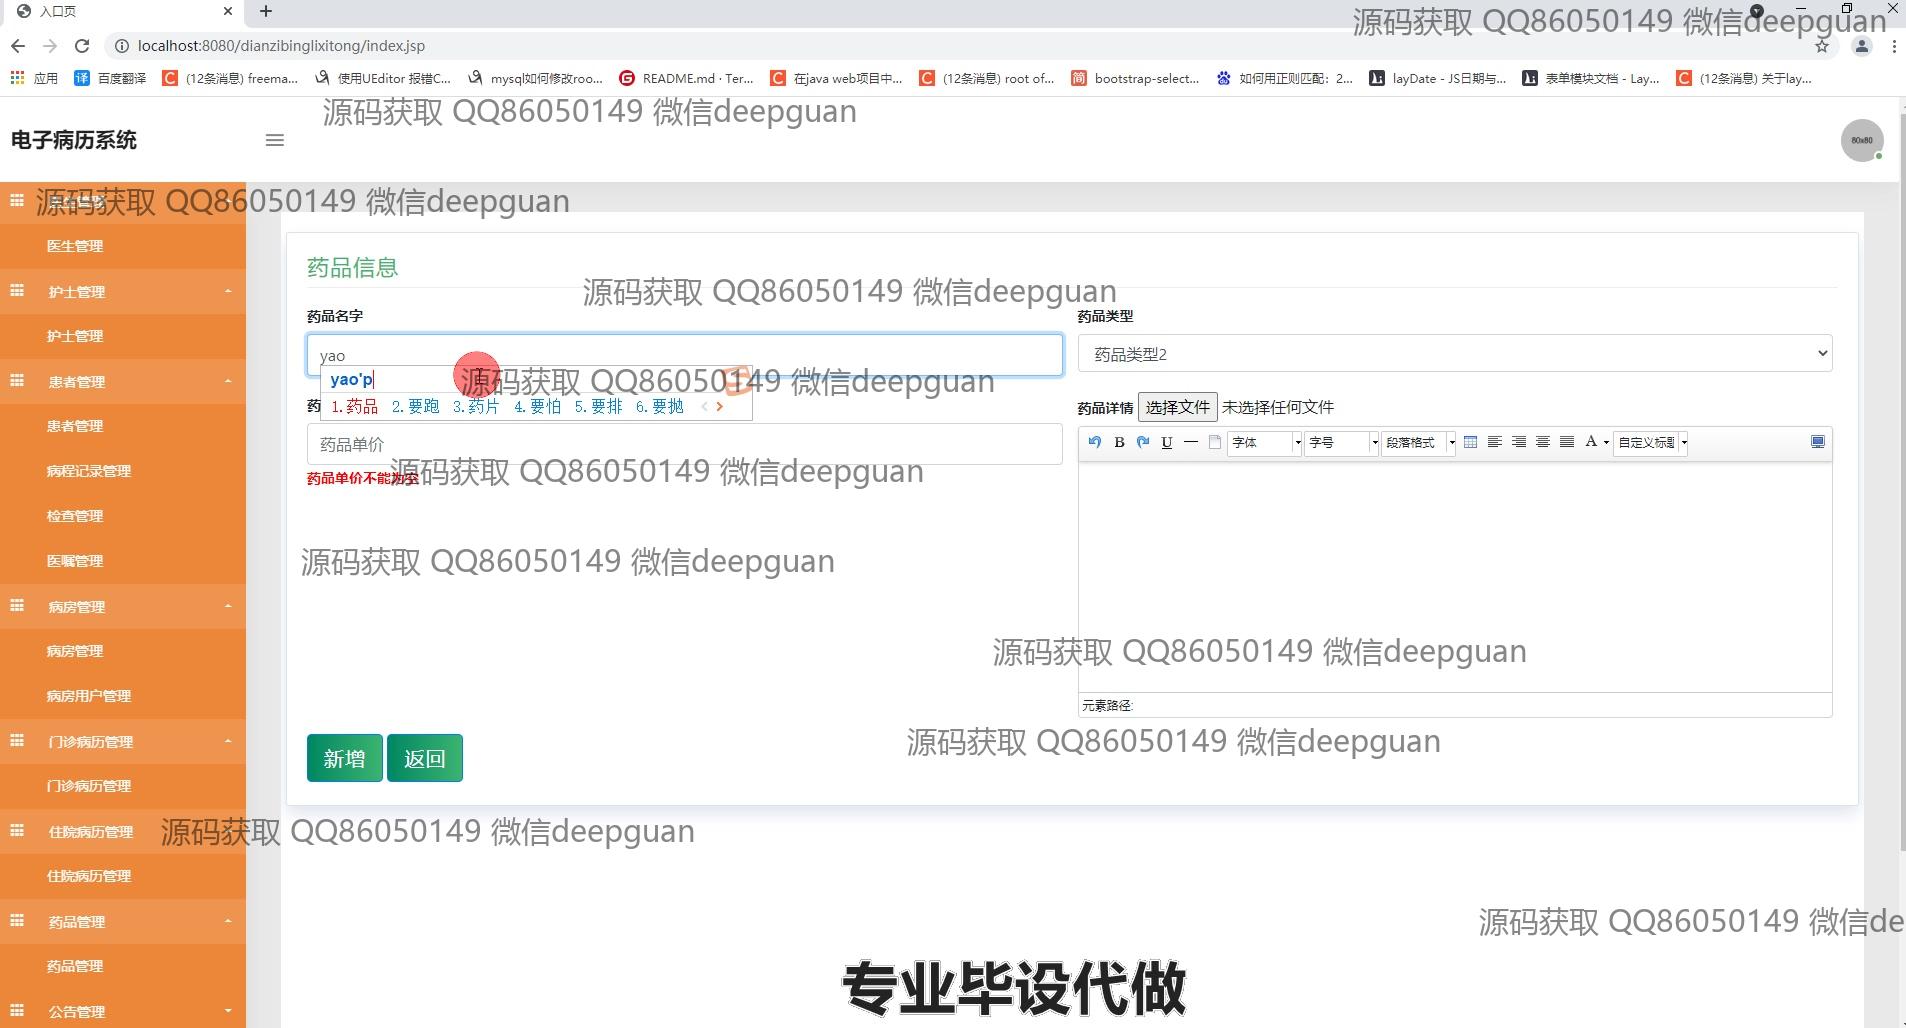 入口页
localhost:8080/dianzibinglixitong/index.jsp
应用 百度翻译 (12条消息) freema... 使用UEditor 报错C... mysql如何修改roo... README.md · Ter... 在java web项目中... (12条消息) root of... bootstrap-select... 如何用正则匹配：2... layDate - JS日期与... 表单模块文档 - Lay... (12条消息) 关于lay...
源码获取 QQ86050149 微信deepguan
源码获取 QQ86050149 微信deepguan
电子病历系统
80x80
源码获取 QQ86050149 微信deepguan
医生管理
护士管理
护士管理
患者管理
患者管理
病程记录管理
检查管理
医嘱管理
病房管理
病房管理
病房用户管理
门诊病历管理
门诊病历管理
住院病历管理
住院病历管理
药品管理
药品管理
公告管理
药品信息
源码获取 QQ86050149 微信deepguan
药品名字
药品类型
yao
药品类型2
yao'p
源码获取 QQ86050149 微信deepguan
1.药品 2.要跑 3.药片 4.要怕 5.要排 6.要抛
药
药品详情 选择文件 未选择任何文件
药品单价
B U 字体 字号 段落格式 A 自定义标题
源码获取 QQ86050149 微信deepguan
药品单价不能为空
源码获取 QQ86050149 微信deepguan
源码获取 QQ86050149 微信deepguan
元素路径:
新增 返回
源码获取 QQ86050149 微信deepguan
源码获取 QQ86050149 微信deepguan
源码获取 QQ86050149 微信de
专业毕设代做